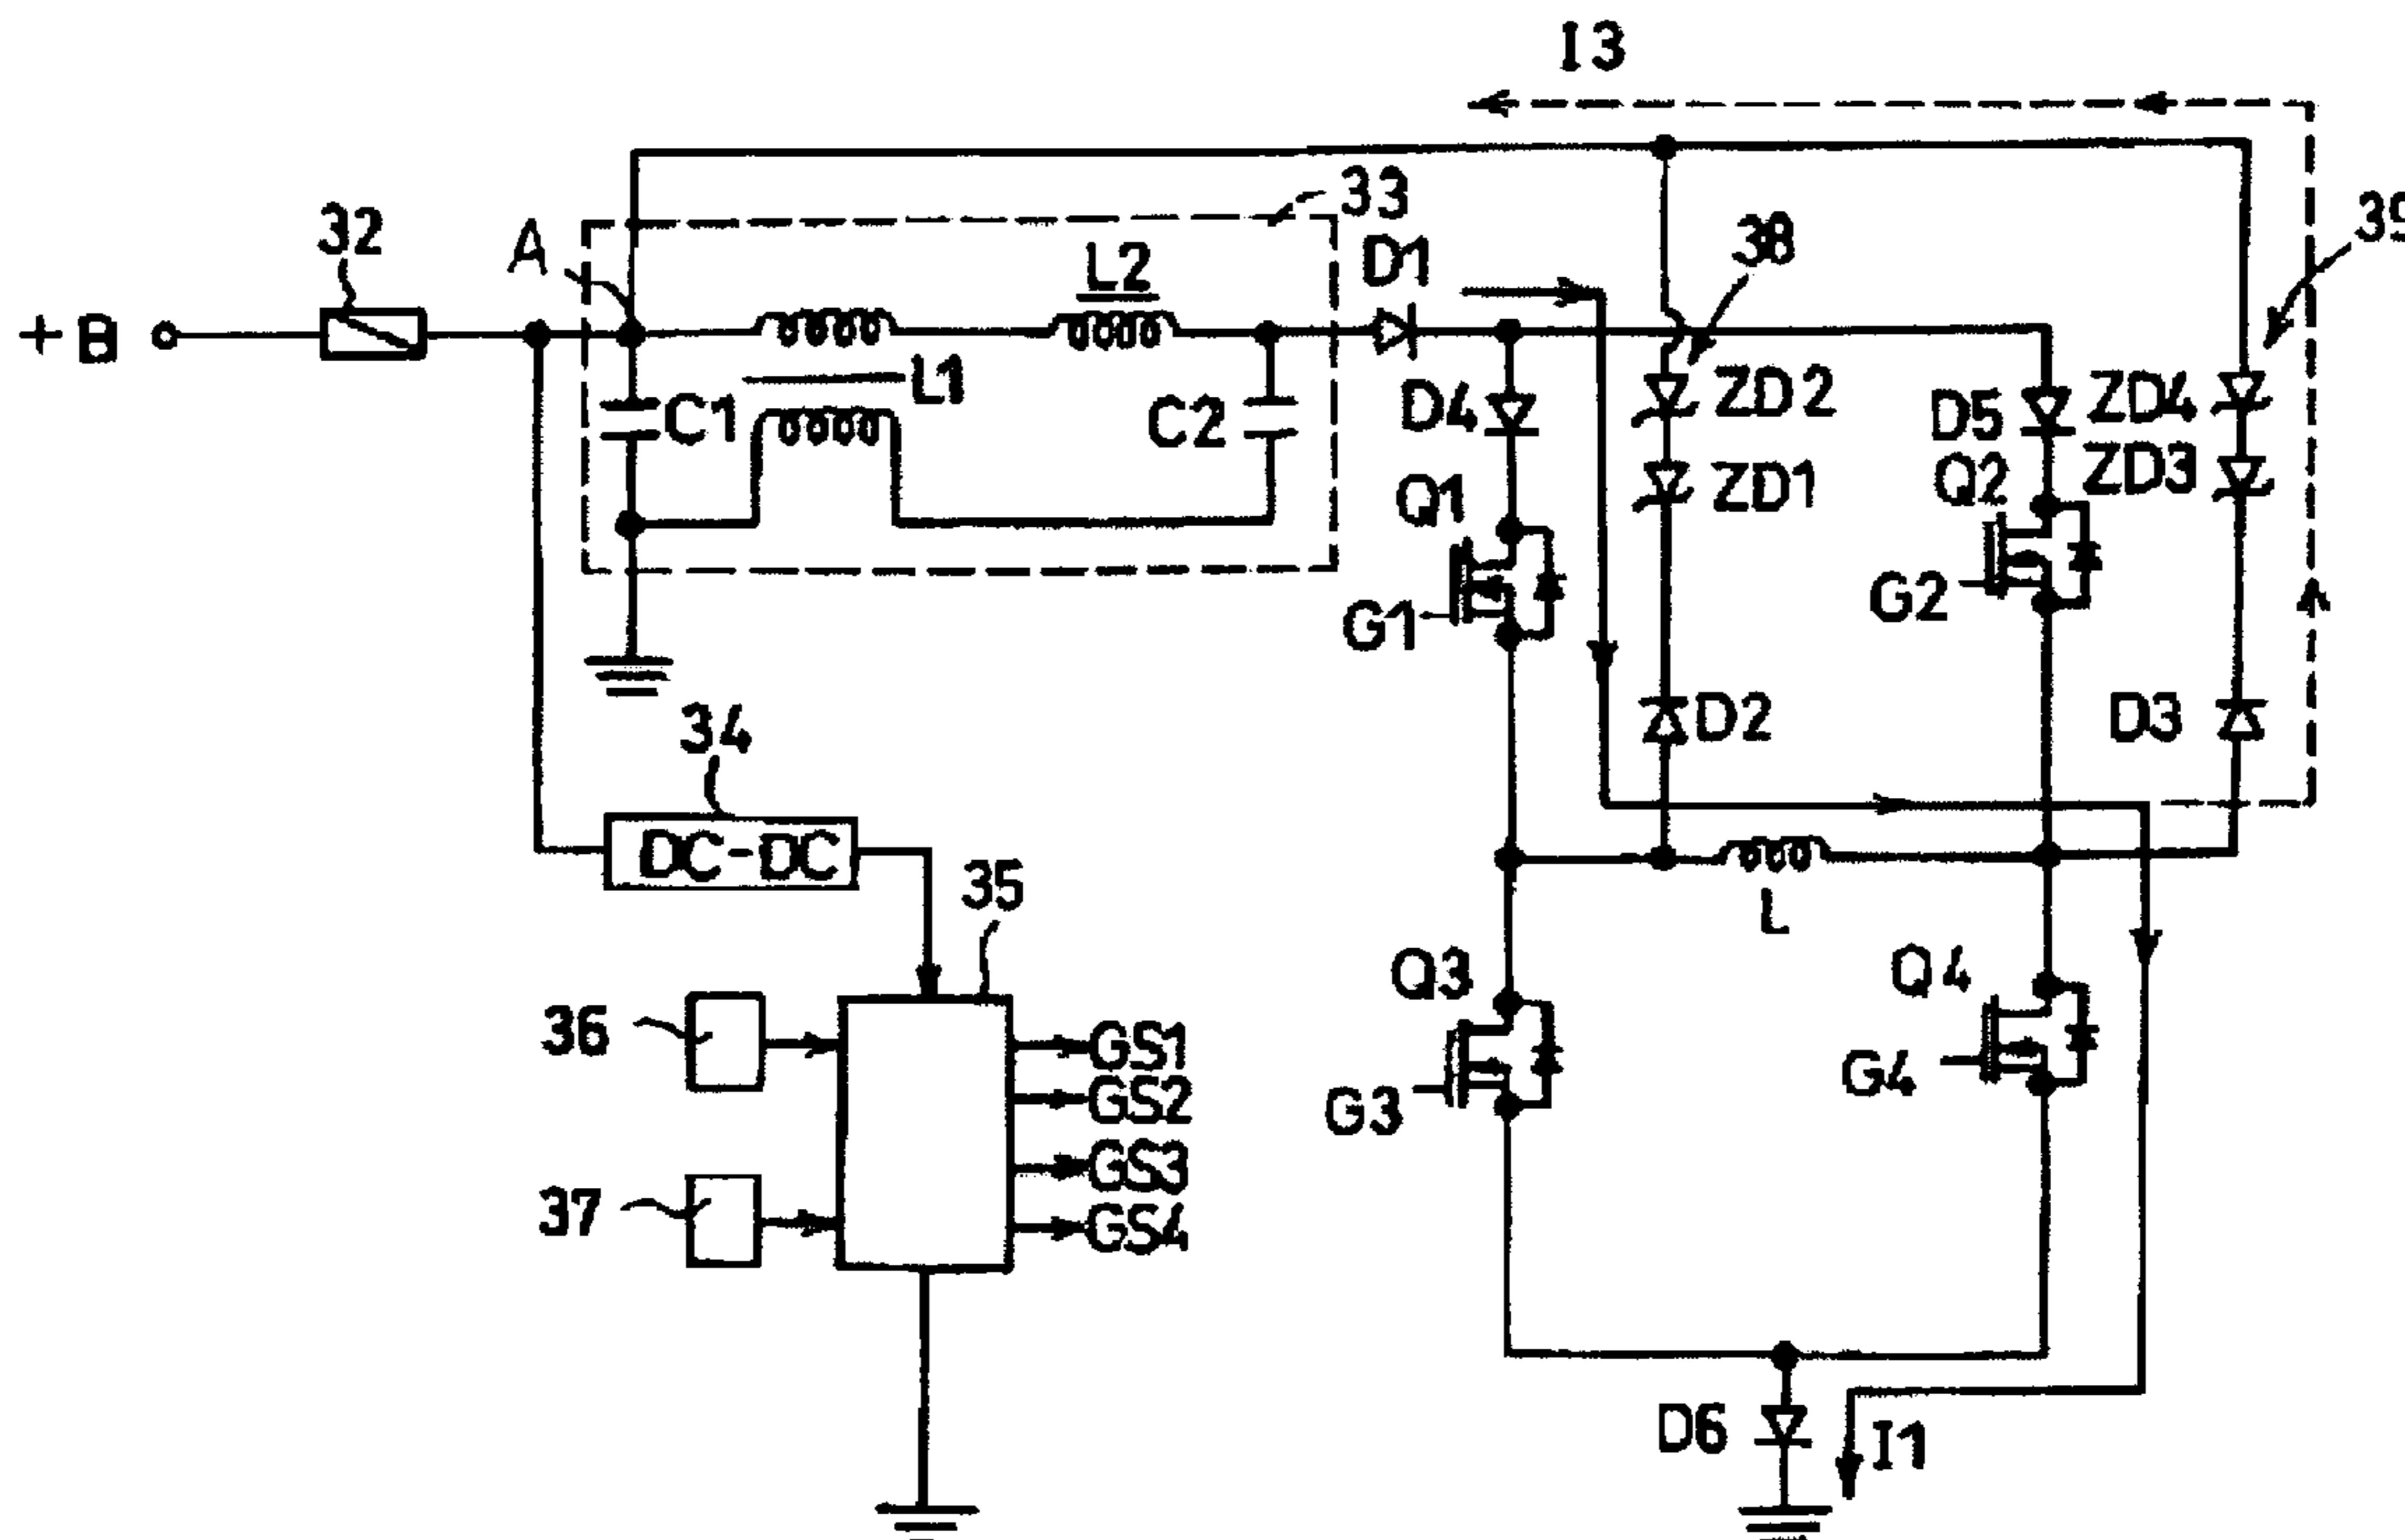 I3
33
32
A
L2
D1
38
39
+B
L1
C1
C2
D4
ZD2
D5
ZD4
ZD1
Q1
Q2
ZD3
G1
G2
34
D2
D3
DC-DC
35
L
Q3
Q4
36
GS1
GS2
G3
G4
GS3
37
GS4
D6
I1